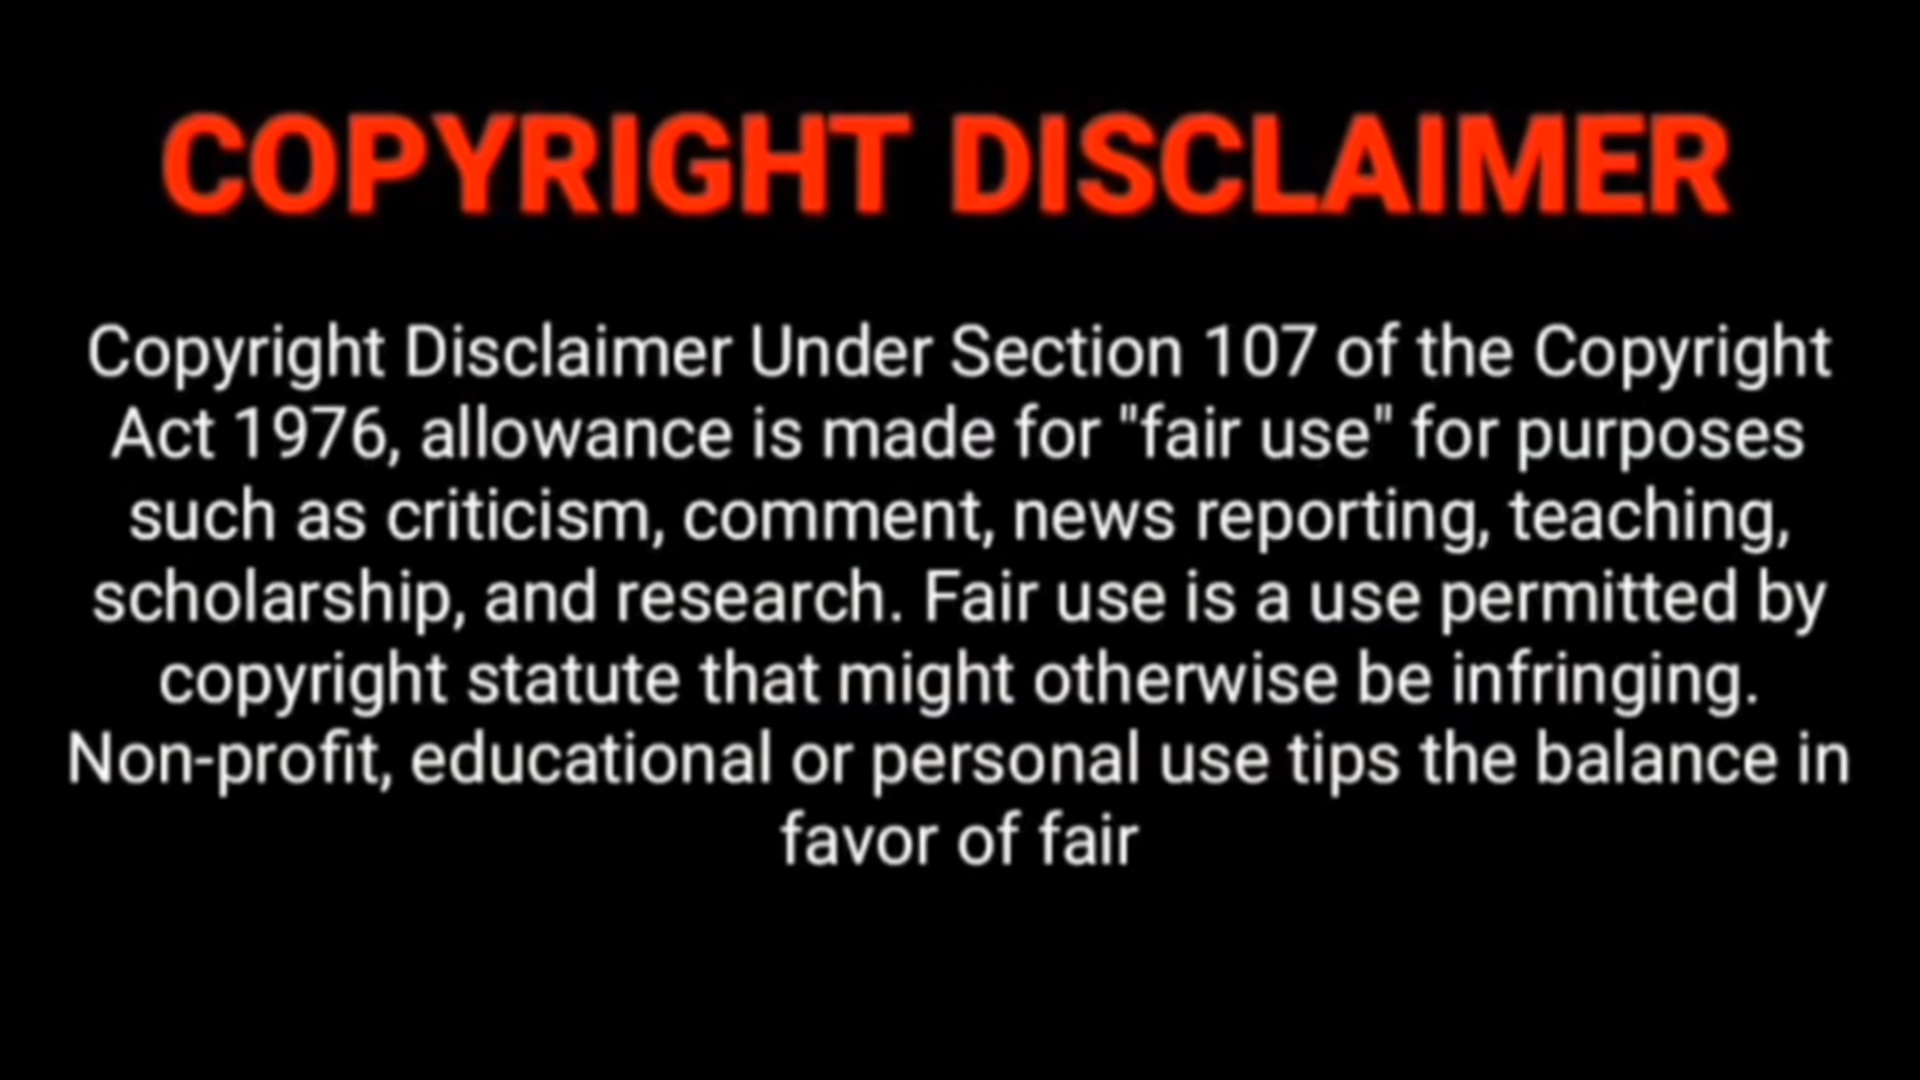 COPYRIGHT DISCLAIMER
Copyright Disclaimer Under Section 107 of the Copyright
Act 1976, allowance is made for "fair use" for purposes
such as criticism, comment, news reporting, teaching,
scholarship, and research. Fair use is a use permitted by
copyright statute that might otherwise be infringing.
Non-profit, educational or personal use tips the balance in
favor of fair